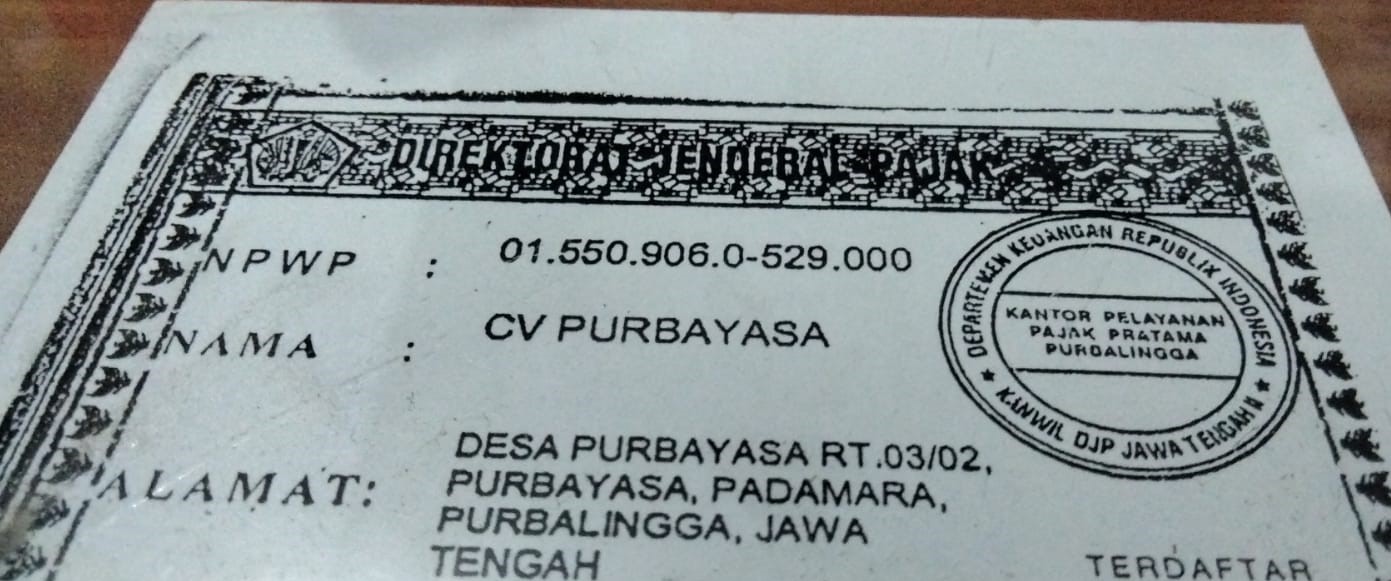 DIREKTORAT JENDERAL PAJAK
NPWP : 01.550.906.0-529.000
NAMA : CV PURBAYASA
ALAMAT: DESA PURBAYASA RT.03/02,
PURBAYASA, PADAMARA,
PURBALINGGA, JAWA
TENGAH
DEPARTEMEN KEUANGAN REPUBLIK INDONESIA
KANTOR PELAYANAN
PAJAK PRATAMA
PURBALINGGA
KANWIL DJP JAWA TENGAH II
TERDAFTAR